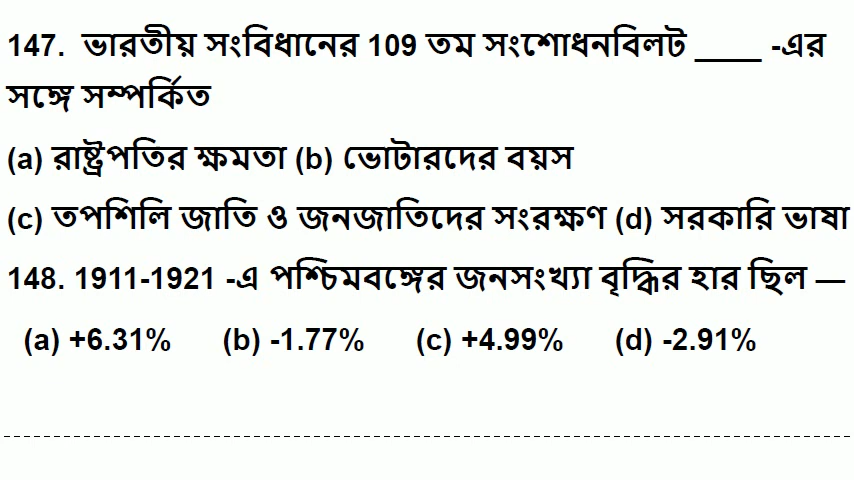 147. ভারতীয় সংবিধানের 109 তম সংশোধনবিলট ____ -এর
সঙ্গে সম্পর্কিত
(a) রাষ্ট্রপতির ক্ষমতা (b) ভোটারদের বয়স
(c) তপশিলি জাতি ও জনজাতিদের সংরক্ষণ (d) সরকারি ভাষা
148. 1911-1921 -এ পশ্চিমবঙ্গের জনসংখ্যা বৃদ্ধির হার ছিল —
(a) +6.31% (b) -1.77% (c) +4.99% (d) -2.91%